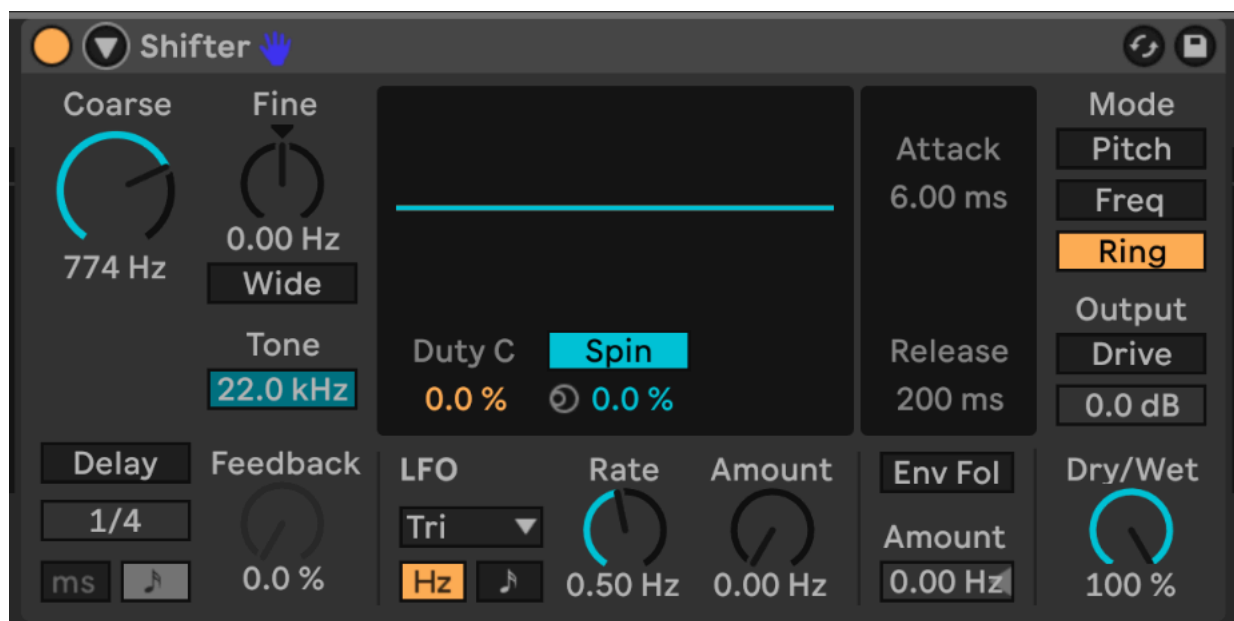 Shifter
Coarse
774 Hz
Fine
0.00 Hz
Wide
Tone
22.0 kHz
Duty C
0.0 %
Spin
0.0 %
Attack
6.00 ms
Release
200 ms
Mode
Pitch
Freq
Ring
Output
Drive
0.0 dB
Delay
1/4
ms
Feedback
0.0 %
LFO
Tri
Hz
Rate
0.50 Hz
Amount
0.00 Hz
Env Fol
Amount
0.00 Hz
Dry/Wet
100 %